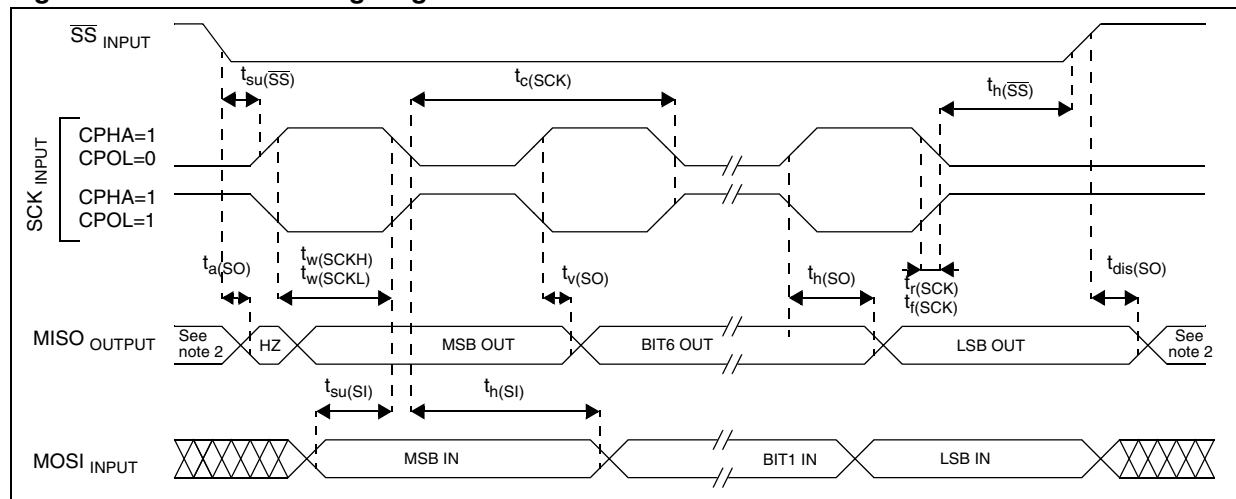 SS INPUT
tsu(SS)
tc(SCK)
th(SS)
SCK INPUT
CPHA=1
CPOL=0
CPHA=1
CPOL=1
ta(SO)
tw(SCKH)
tw(SCKL)
tv(SO)
th(SO)
tr(SCK)
tf(SCK)
tdis(SO)
MISO OUTPUT
See
note 2
HZ
MSB OUT
BIT6 OUT
LSB OUT
See
note 2
tsu(SI)
th(SI)
MOSI INPUT
MSB IN
BIT1 IN
LSB IN